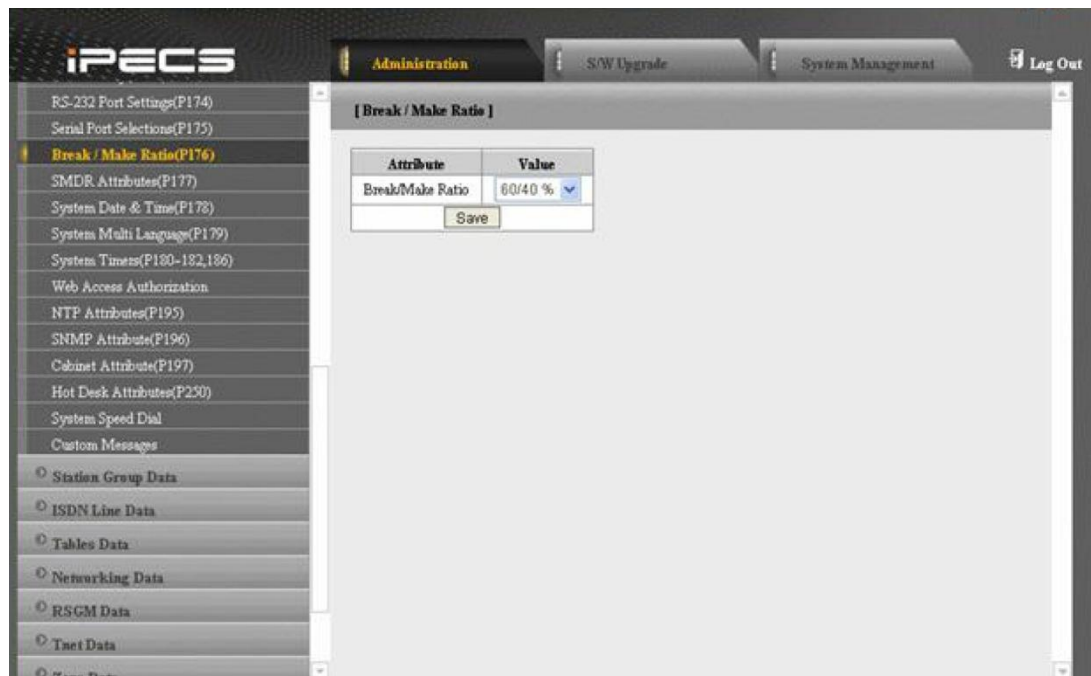 iPECS
Administration
S/W Upgrade
System Management
Log Out
RS-232 Port Settings(P174)
Serial Port Selections(P175)
Break / Make Ratio(P176)
SMDR Attributes(P177)
System Date & Time(P178)
System Multi Language(P179)
System Timers(P180-182,186)
Web Access Authorization
NTP Attributes(P195)
SNMP Attribute(P196)
Cabinet Attribute(P197)
Hot Desk Attributes(P250)
System Speed Dial
Custom Messages
Station Group Data
ISDN Line Data
Tables Data
Networking Data
RSGM Data
Tnet Data
[ Break / Make Ratio ]
Attribute Value
Break/Make Ratio 60/40 %
Save